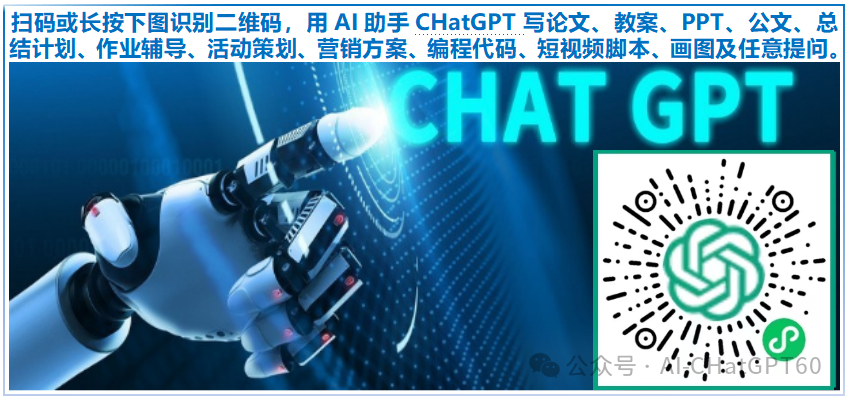 扫码或长按下图识别二维码，用 AI 助手 CHatGPT 写论文、教案、PPT、公文、总
结计划、作业辅导、活动策划、营销方案、编程代码、短视频脚本、画图及任意提问。
CHAT GPT
公众号 · AI-CHatGPT60